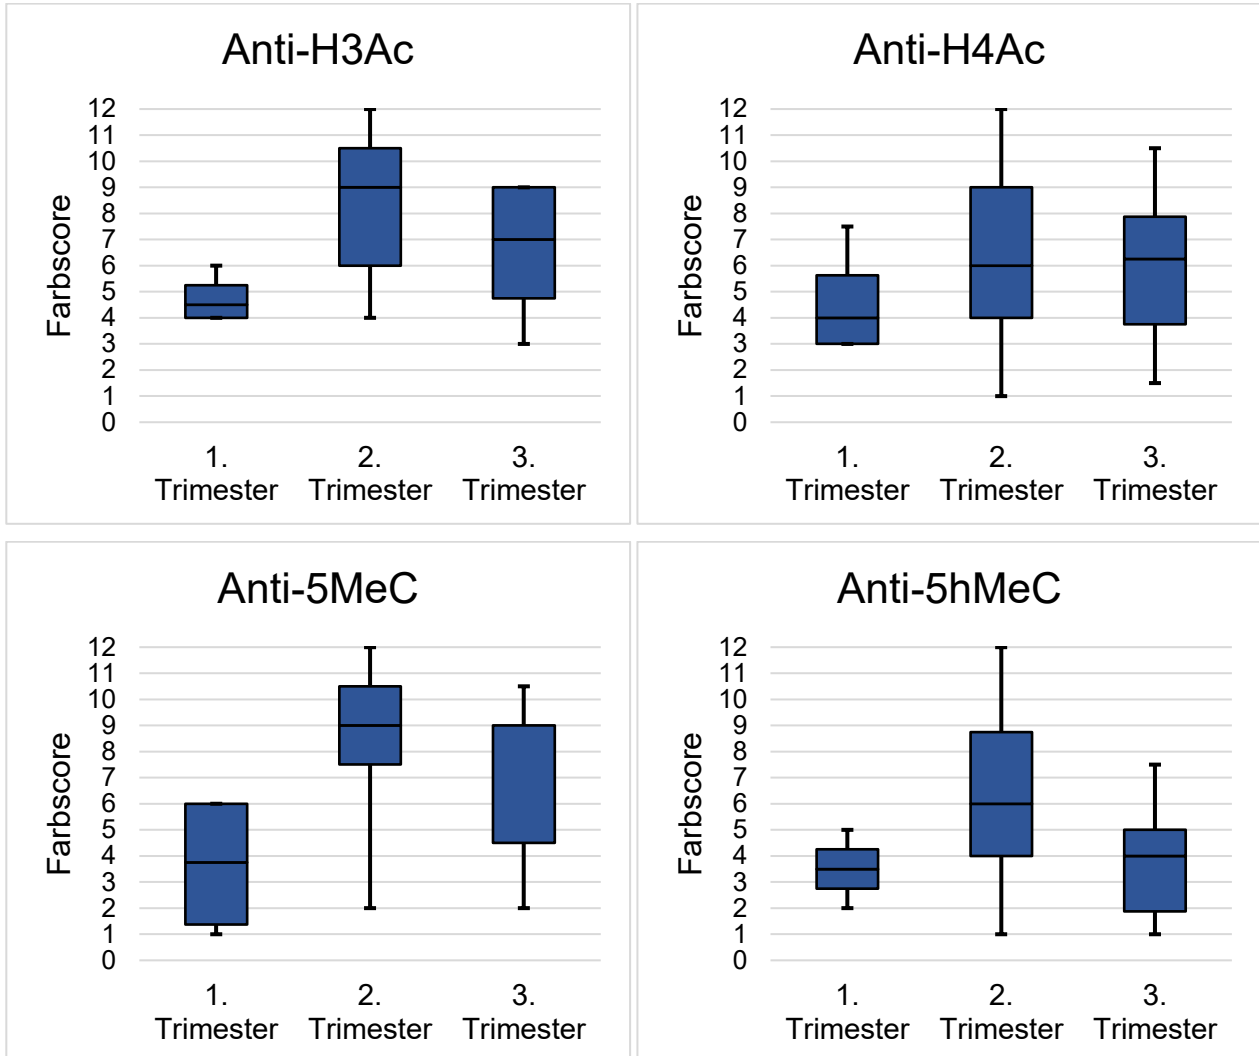 Anti-H3Ac
Farbscore
12
11
10
9
8
7
6
5
4
3
2
1
0
1. Trimester
2. Trimester
3. Trimester
Anti-H4Ac
Farbscore
12
11
10
9
8
7
6
5
4
3
2
1
0
1. Trimester
2. Trimester
3. Trimester
Anti-5MeC
Farbscore
12
11
10
9
8
7
6
5
4
3
2
1
0
1. Trimester
2. Trimester
3. Trimester
Anti-5hMeC
Farbscore
12
11
10
9
8
7
6
5
4
3
2
1
0
1. Trimester
2. Trimester
3. Trimester